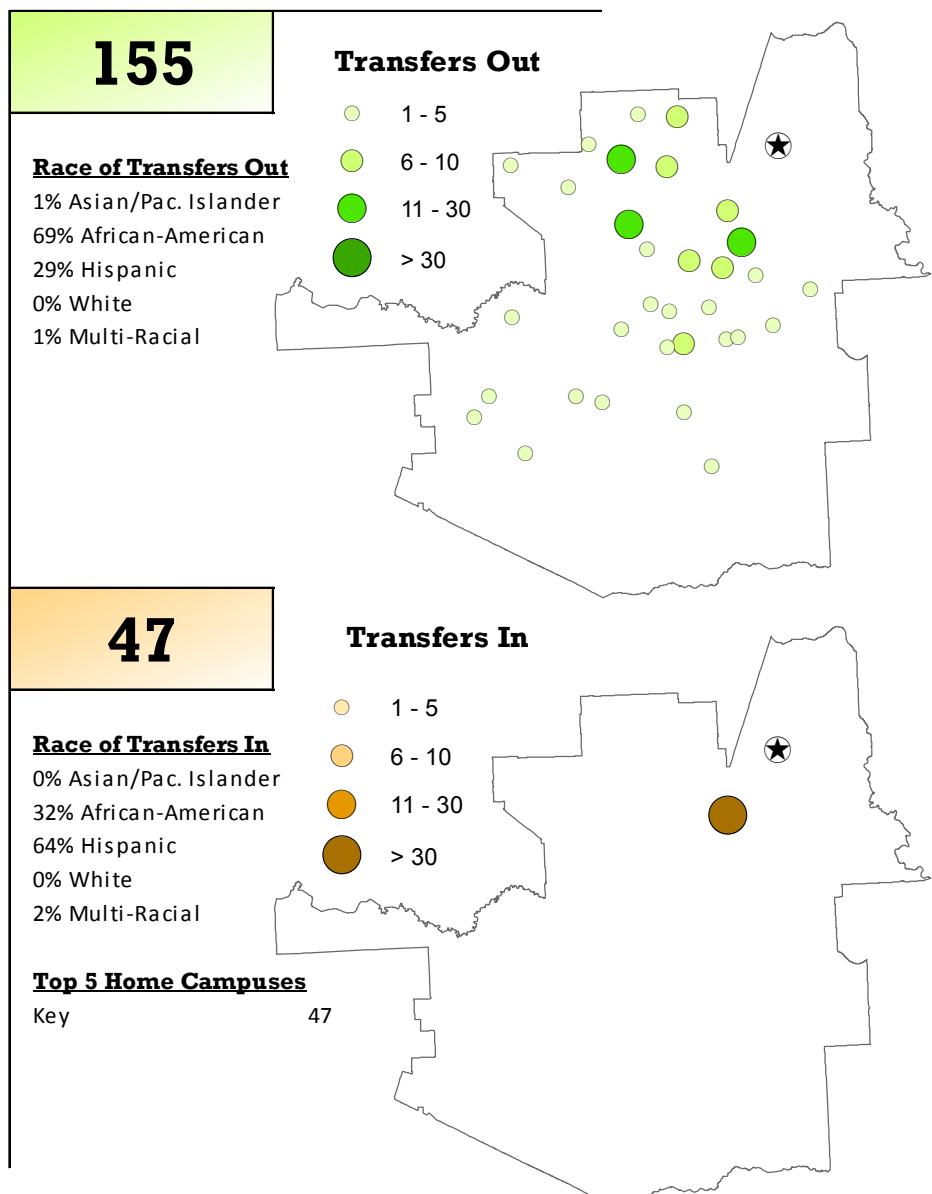 155
Transfers Out
1 - 5
6 - 10
11 - 30
> 30
Race of Transfers Out
1% Asian/Pac. Islander
69% African-American
29% Hispanic
0% White
1% Multi-Racial
47
Transfers In
1 - 5
6 - 10
11 - 30
> 30
Race of Transfers In
0% Asian/Pac. Islander
32% African-American
64% Hispanic
0% White
2% Multi-Racial
Top 5 Home Campuses
Key 47